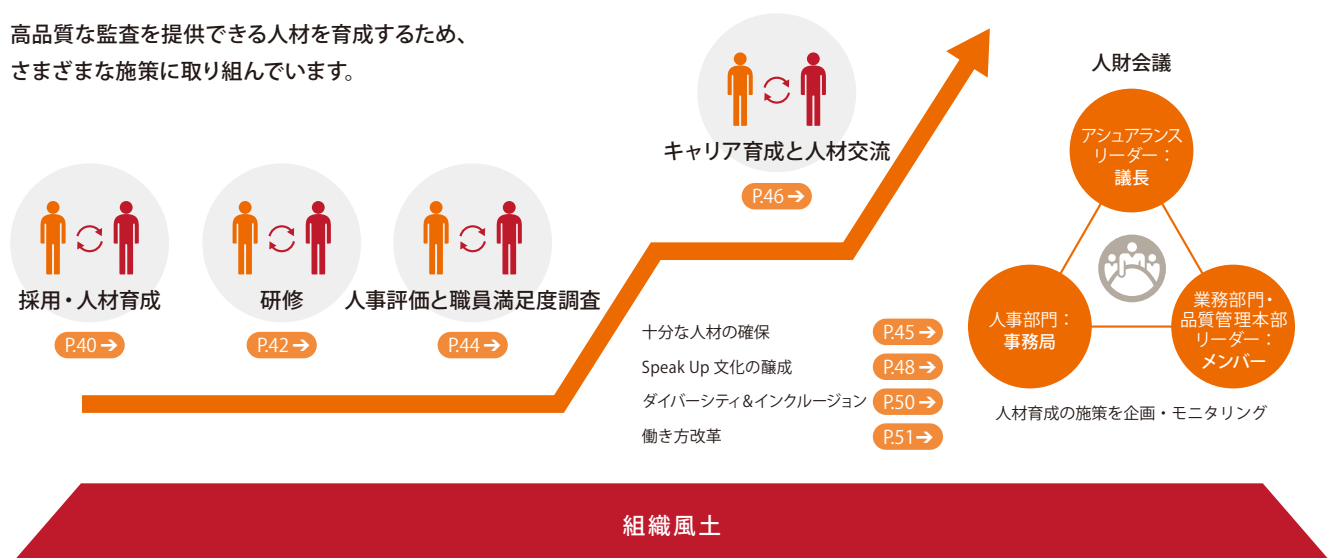 高品質な監査を提供できる人材を育成するため、
さまざまな施策に取り組んでいます。
採用・人材育成
P.40→
研修
P.42→
人事評価と職員満足度調査
P.44→
キャリア育成と人材交流
P.46→
十分な人材の確保
P.45→
Speak Up 文化の醸成
P.48→
ダイバーシティ&インクルージョン
P.50→
働き方改革
P.51→
人財会議
アシュアランス
リーダー：
議長
人事部門：
事務局
業務部門・
品質管理本部
リーダー：
メンバー
人材育成の施策を企画・モニタリング
組織風土